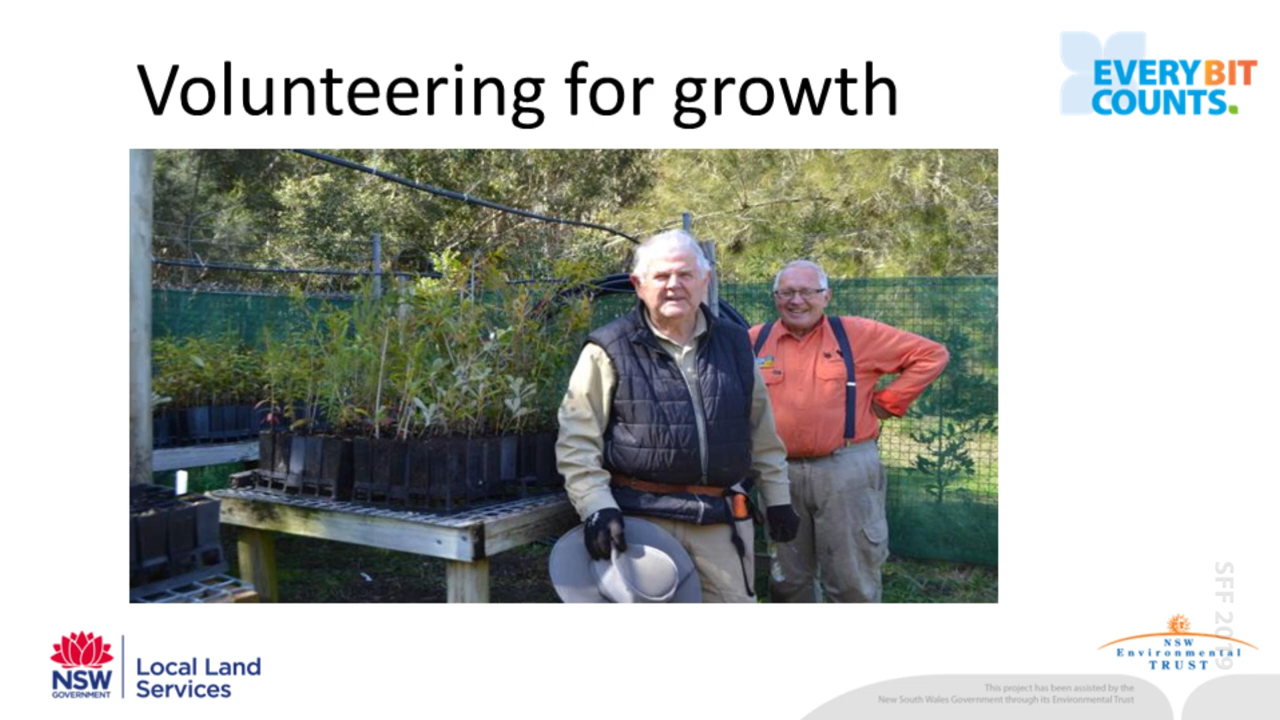 Volunteering for growth
EVERY BIT
COUNTS.
SFF 2019
NSW
GOVERNMENT
Local Land
Services
NSW
Environmental
TRUST
This project has been assisted by the
New South Wales Government through its Environmental Trust